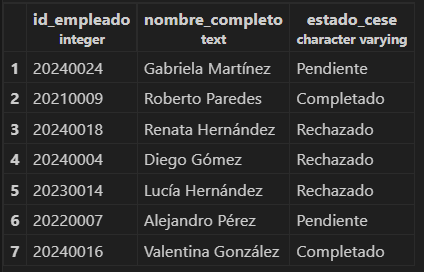 id_empleado nombre_completo estado_cese
integer text character varying
1 20240024 Gabriela Martínez Pendiente
2 20210009 Roberto Paredes Completado
3 20240018 Renata Hernández Rechazado
4 20240004 Diego Gómez Rechazado
5 20230014 Lucía Hernández Rechazado
6 20220007 Alejandro Pérez Pendiente
7 20240016 Valentina González Completado